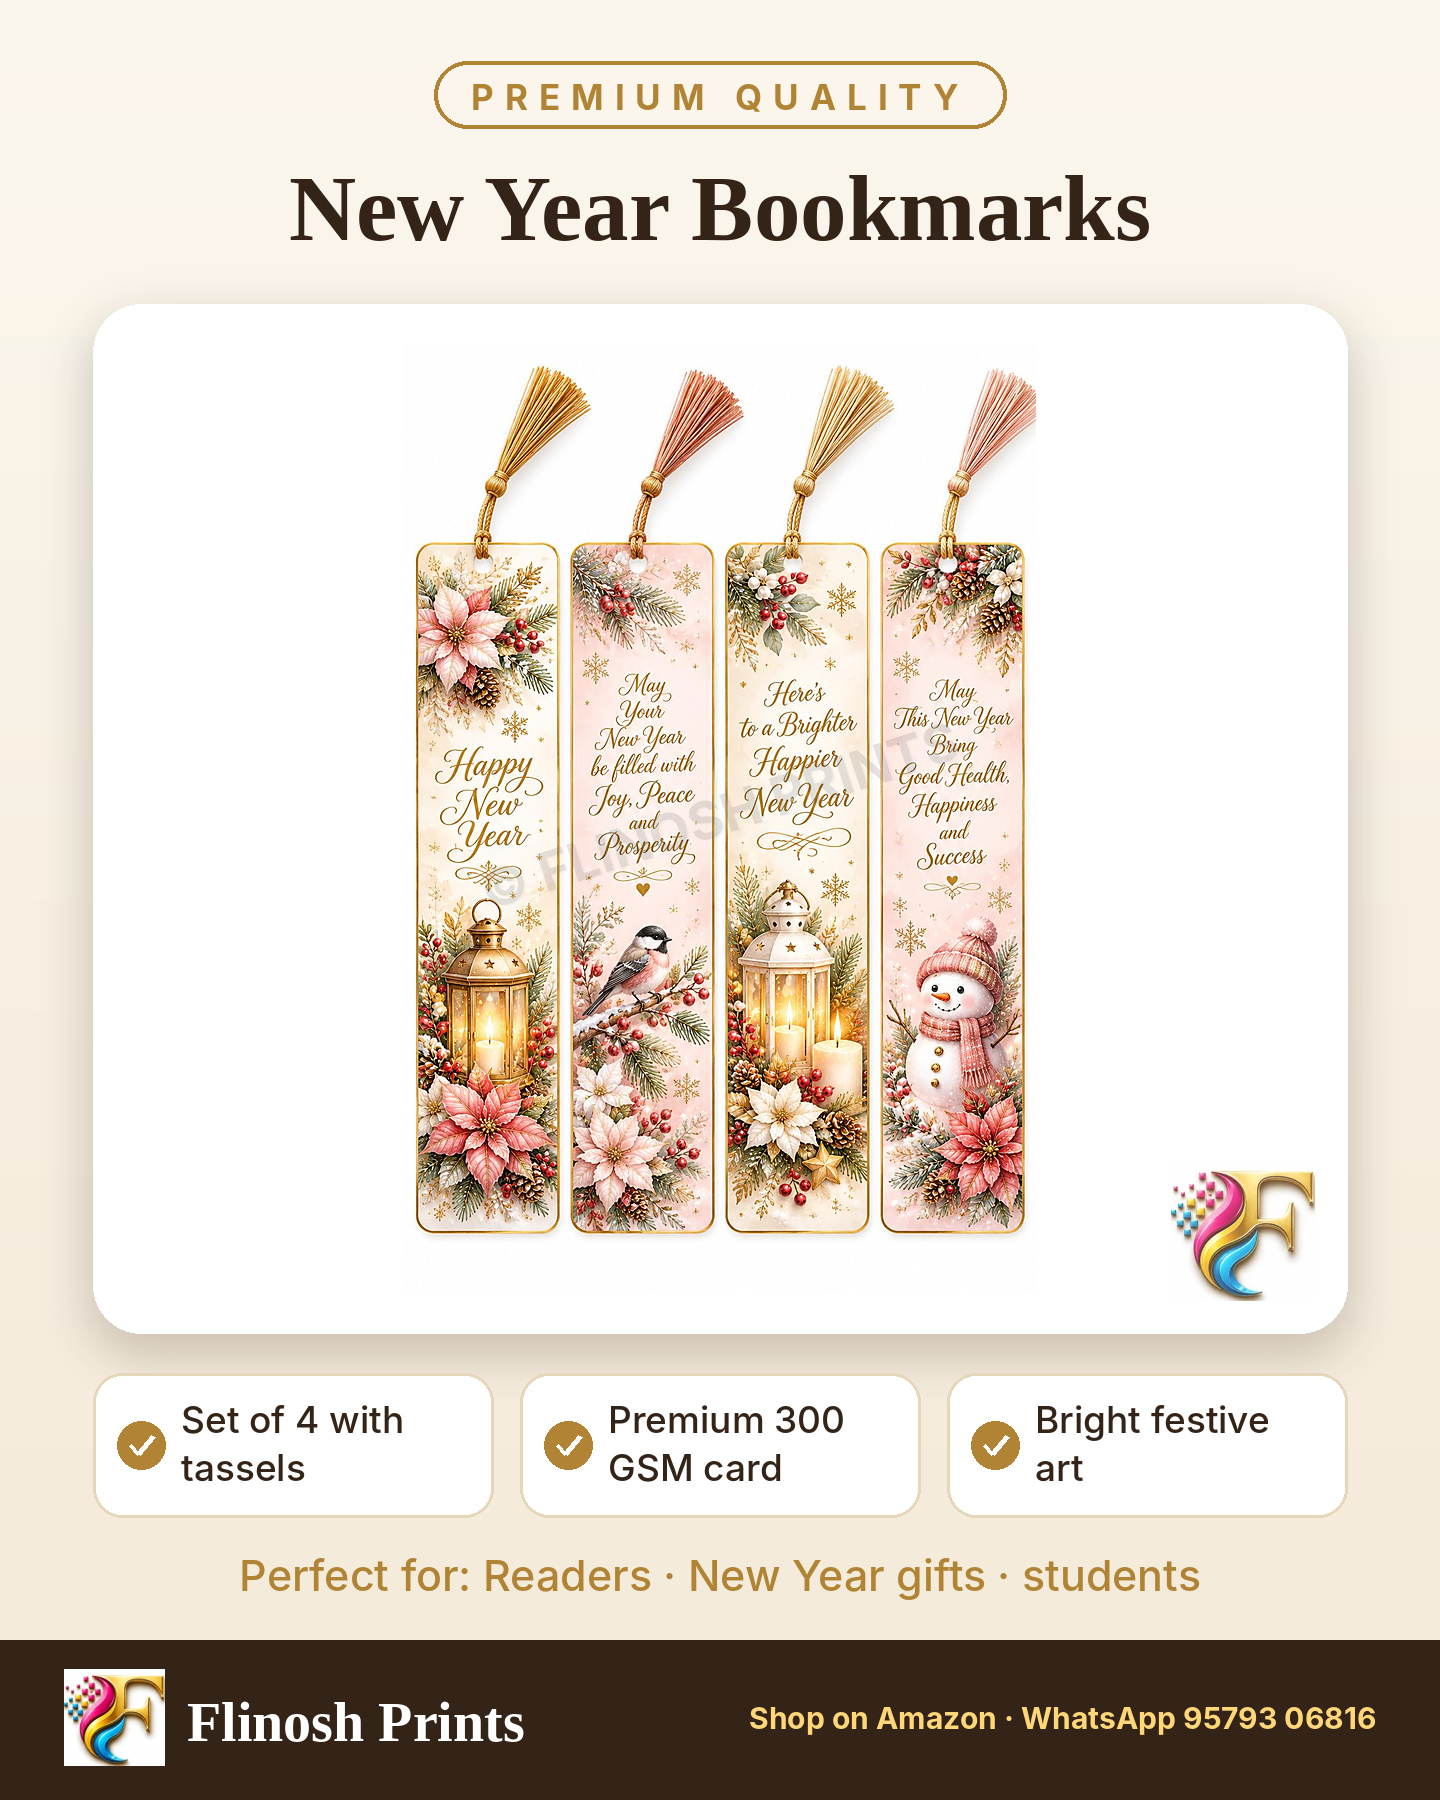 PREMIUM QUALITY
New Year Bookmarks
Happy
New
Year
May
Your
New Year
be filled with
Joy, Peace
and
Prosperity
Here's
to a Brighter
Happier
New Year
May
This New Year
Bring
Good Health,
Happiness
and
Success
© FLINOSH PRINTS
F
Set of 4 with
tassels
Premium 300
GSM card
Bright festive
art
Perfect for: Readers · New Year gifts · students
F
Flinosh Prints
Shop on Amazon · WhatsApp 95793 06816